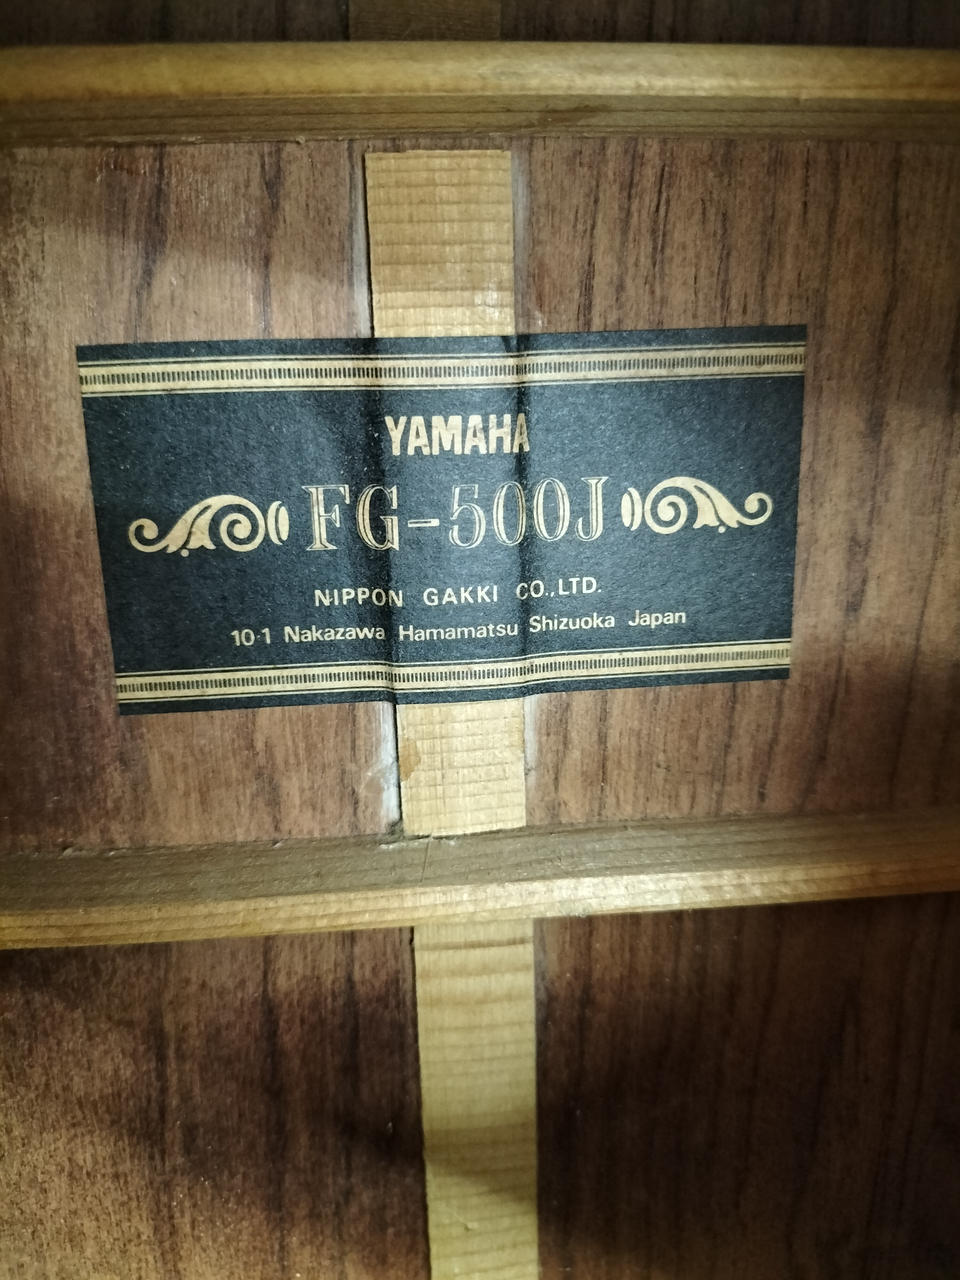 YAMAHA
FG-500J
NIPPON GAKKI CO.,LTD.
10-1 Nakazawa Hamamatsu Shizuoka Japan